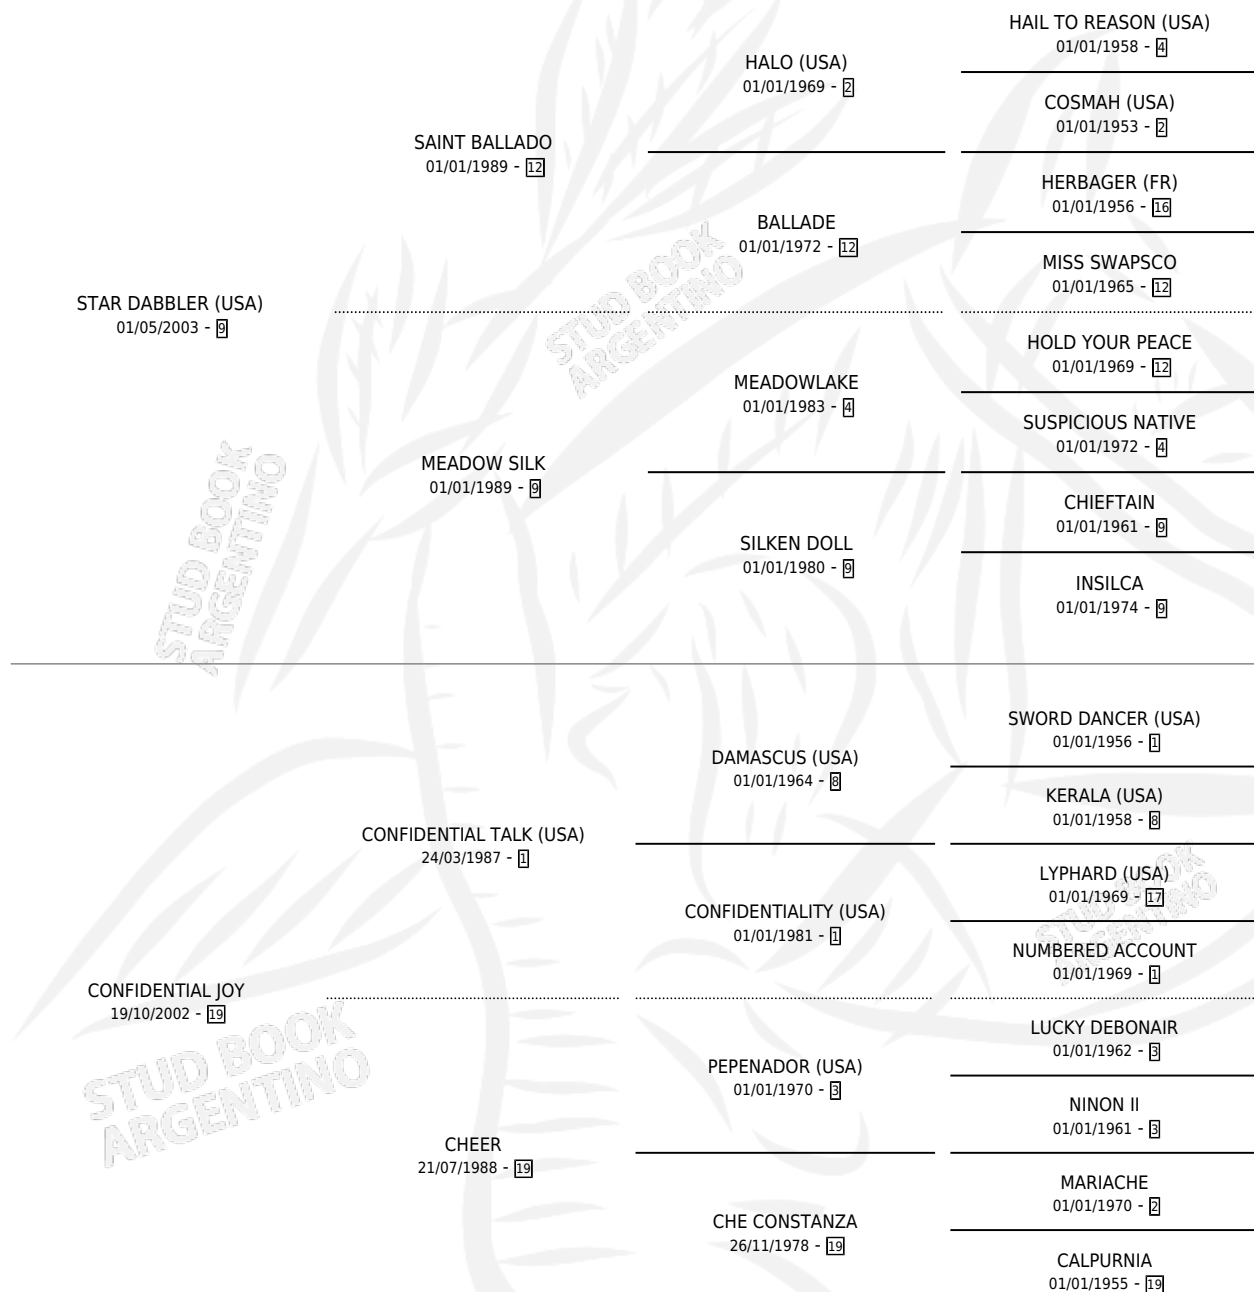 HAIL TO REASON (USA)
01/01/1958 - 4
HALO (USA)
01/01/1969 - 2
COSMAH (USA)
01/01/1953 - 2
SAINT BALLADO
01/01/1989 - 12
HERBAGER (FR)
01/01/1956 - 16
BALLADE
01/01/1972 - 12
MISS SWAPSCO
01/01/1965 - 12
STAR DABBLER (USA)
01/05/2003 - 9
HOLD YOUR PEACE
01/01/1969 - 12
MEADOWLAKE
01/01/1983 - 4
SUSPICIOUS NATIVE
01/01/1972 - 4
MEADOW SILK
01/01/1989 - 9
CHIEFTAIN
01/01/1961 - 9
SILKEN DOLL
01/01/1980 - 9
INSILCA
01/01/1974 - 9
SWORD DANCER (USA)
01/01/1956 - 1
DAMASCUS (USA)
01/01/1964 - 8
KERALA (USA)
01/01/1958 - 8
CONFIDENTIAL TALK (USA)
24/03/1987 - 1
LYPHARD (USA)
01/01/1969 - 17
CONFIDENTIALITY (USA)
01/01/1981 - 1
NUMBERED ACCOUNT
01/01/1969 - 1
CONFIDENTIAL JOY
19/10/2002 - 19
LUCKY DEBONAIR
01/01/1962 - 3
PEPENADOR (USA)
01/01/1970 - 3
NINON II
01/01/1961 - 3
CHEER
21/07/1988 - 19
MARIACHE
01/01/1970 - 2
CHE CONSTANZA
26/11/1978 - 19
CALPURNIA
01/01/1955 - 19
STUD BOOK
ARGENTINO
STUD BOOK
ARGENTINO
STUD BOOK
ARGENTINO
STUD BOOK
ARGENTINO